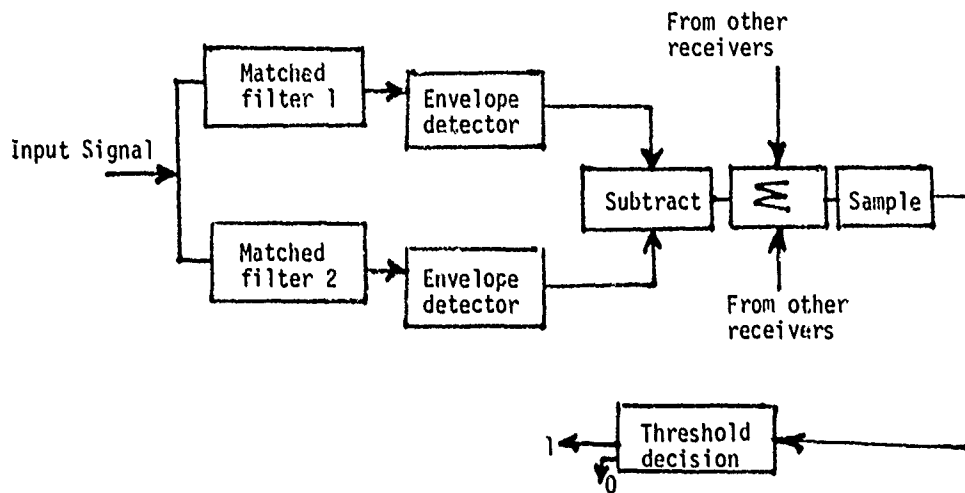 From other
receivers
Matched
filter 1
Envelope
detector
Input Signal
Subtract
Σ
Sample
Matched
filter 2
Envelope
detector
From other
receivers
Threshold
decision
1
0